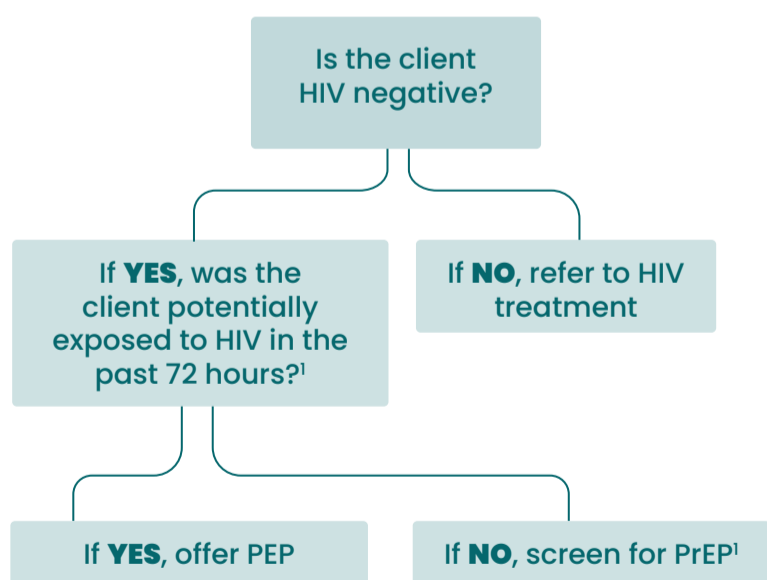 Is the client
HIV negative?
If YES, was the
client potentially
exposed to HIV in the
past 72 hours?¹
If NO, refer to HIV
treatment
If YES, offer PEP
If NO, screen for PrEP¹